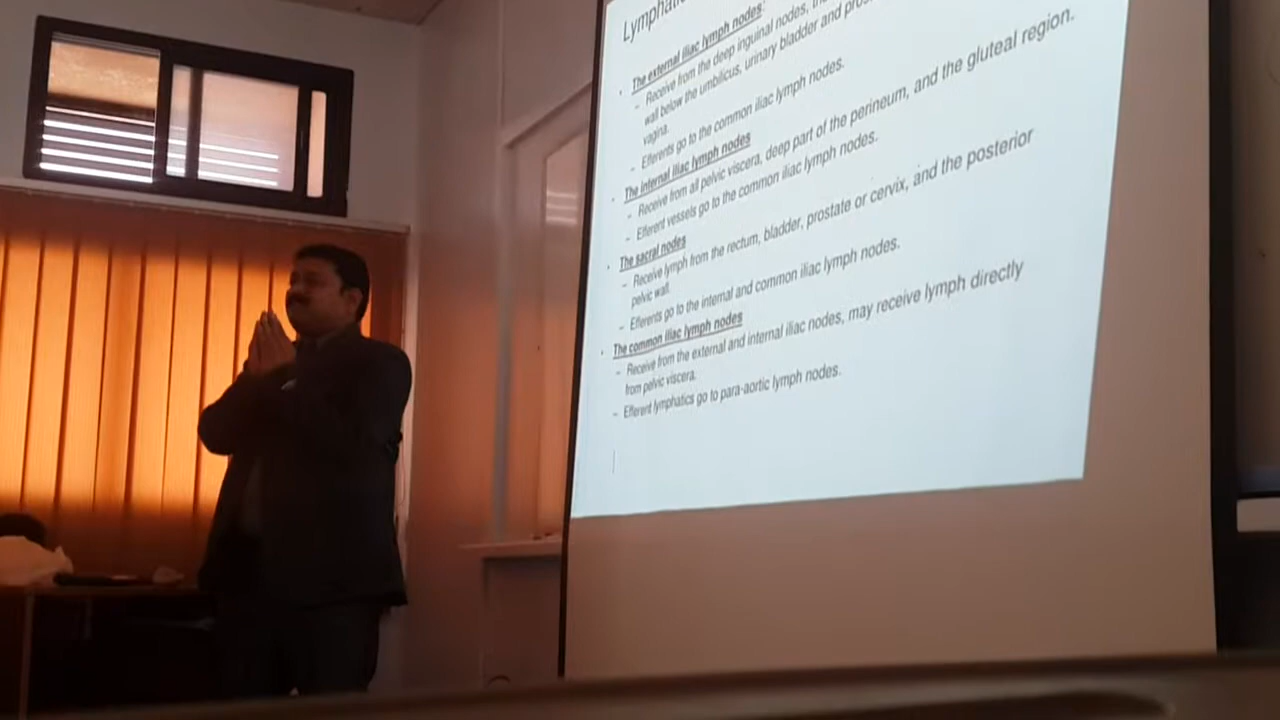 Lymphatic
• The external iliac lymph nodes:
– Receive from the deep inguinal nodes,
wall below the umbilicus, urinary bladder and
vagina.
– Efferents go to the common iliac lymph nodes.
• The internal iliac lymph nodes
– Receive from all pelvic viscera, deep part of the perineum, and the gluteal region.
– Efferent vessels go to the common iliac lymph nodes.
• The sacral nodes
– Receive lymph from the rectum, bladder, prostate or cervix, and the posterior
pelvic wall.
– Efferents go to the internal and common iliac lymph nodes.
• The common iliac lymph nodes
– Receive from the external and internal iliac nodes, may receive lymph directly
from pelvic viscera.
– Efferent lymphatics go to para-aortic lymph nodes.